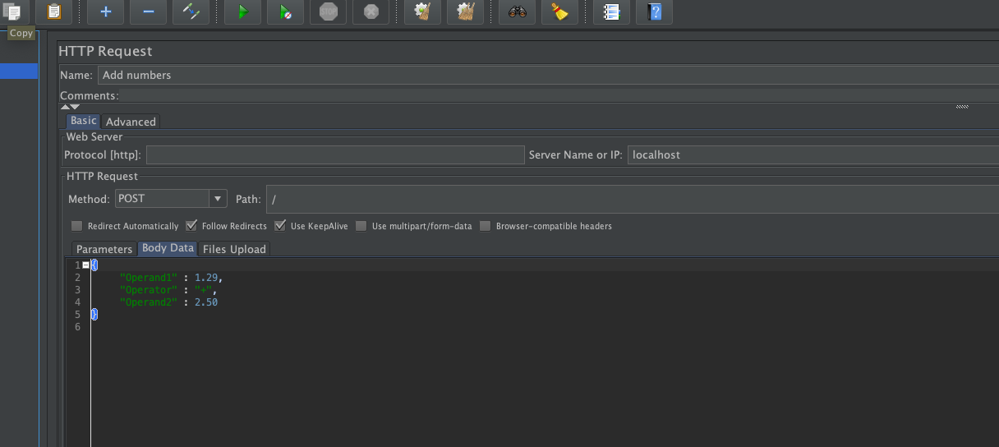 STOP
Copy
HTTP Request
Name: Add numbers
Comments:
Basic Advanced
Web Server
Protocol [http]: Server Name or IP: localhost
HTTP Request
Method: POST Path: /
Redirect Automatically Follow Redirects Use KeepAlive Use multipart/form-data Browser-compatible headers
Parameters Body Data Files Upload
1 {
2 "Operand1" : 1.29,
3 "Operator" : "+",
4 "Operand2" : 2.50
5 }
6